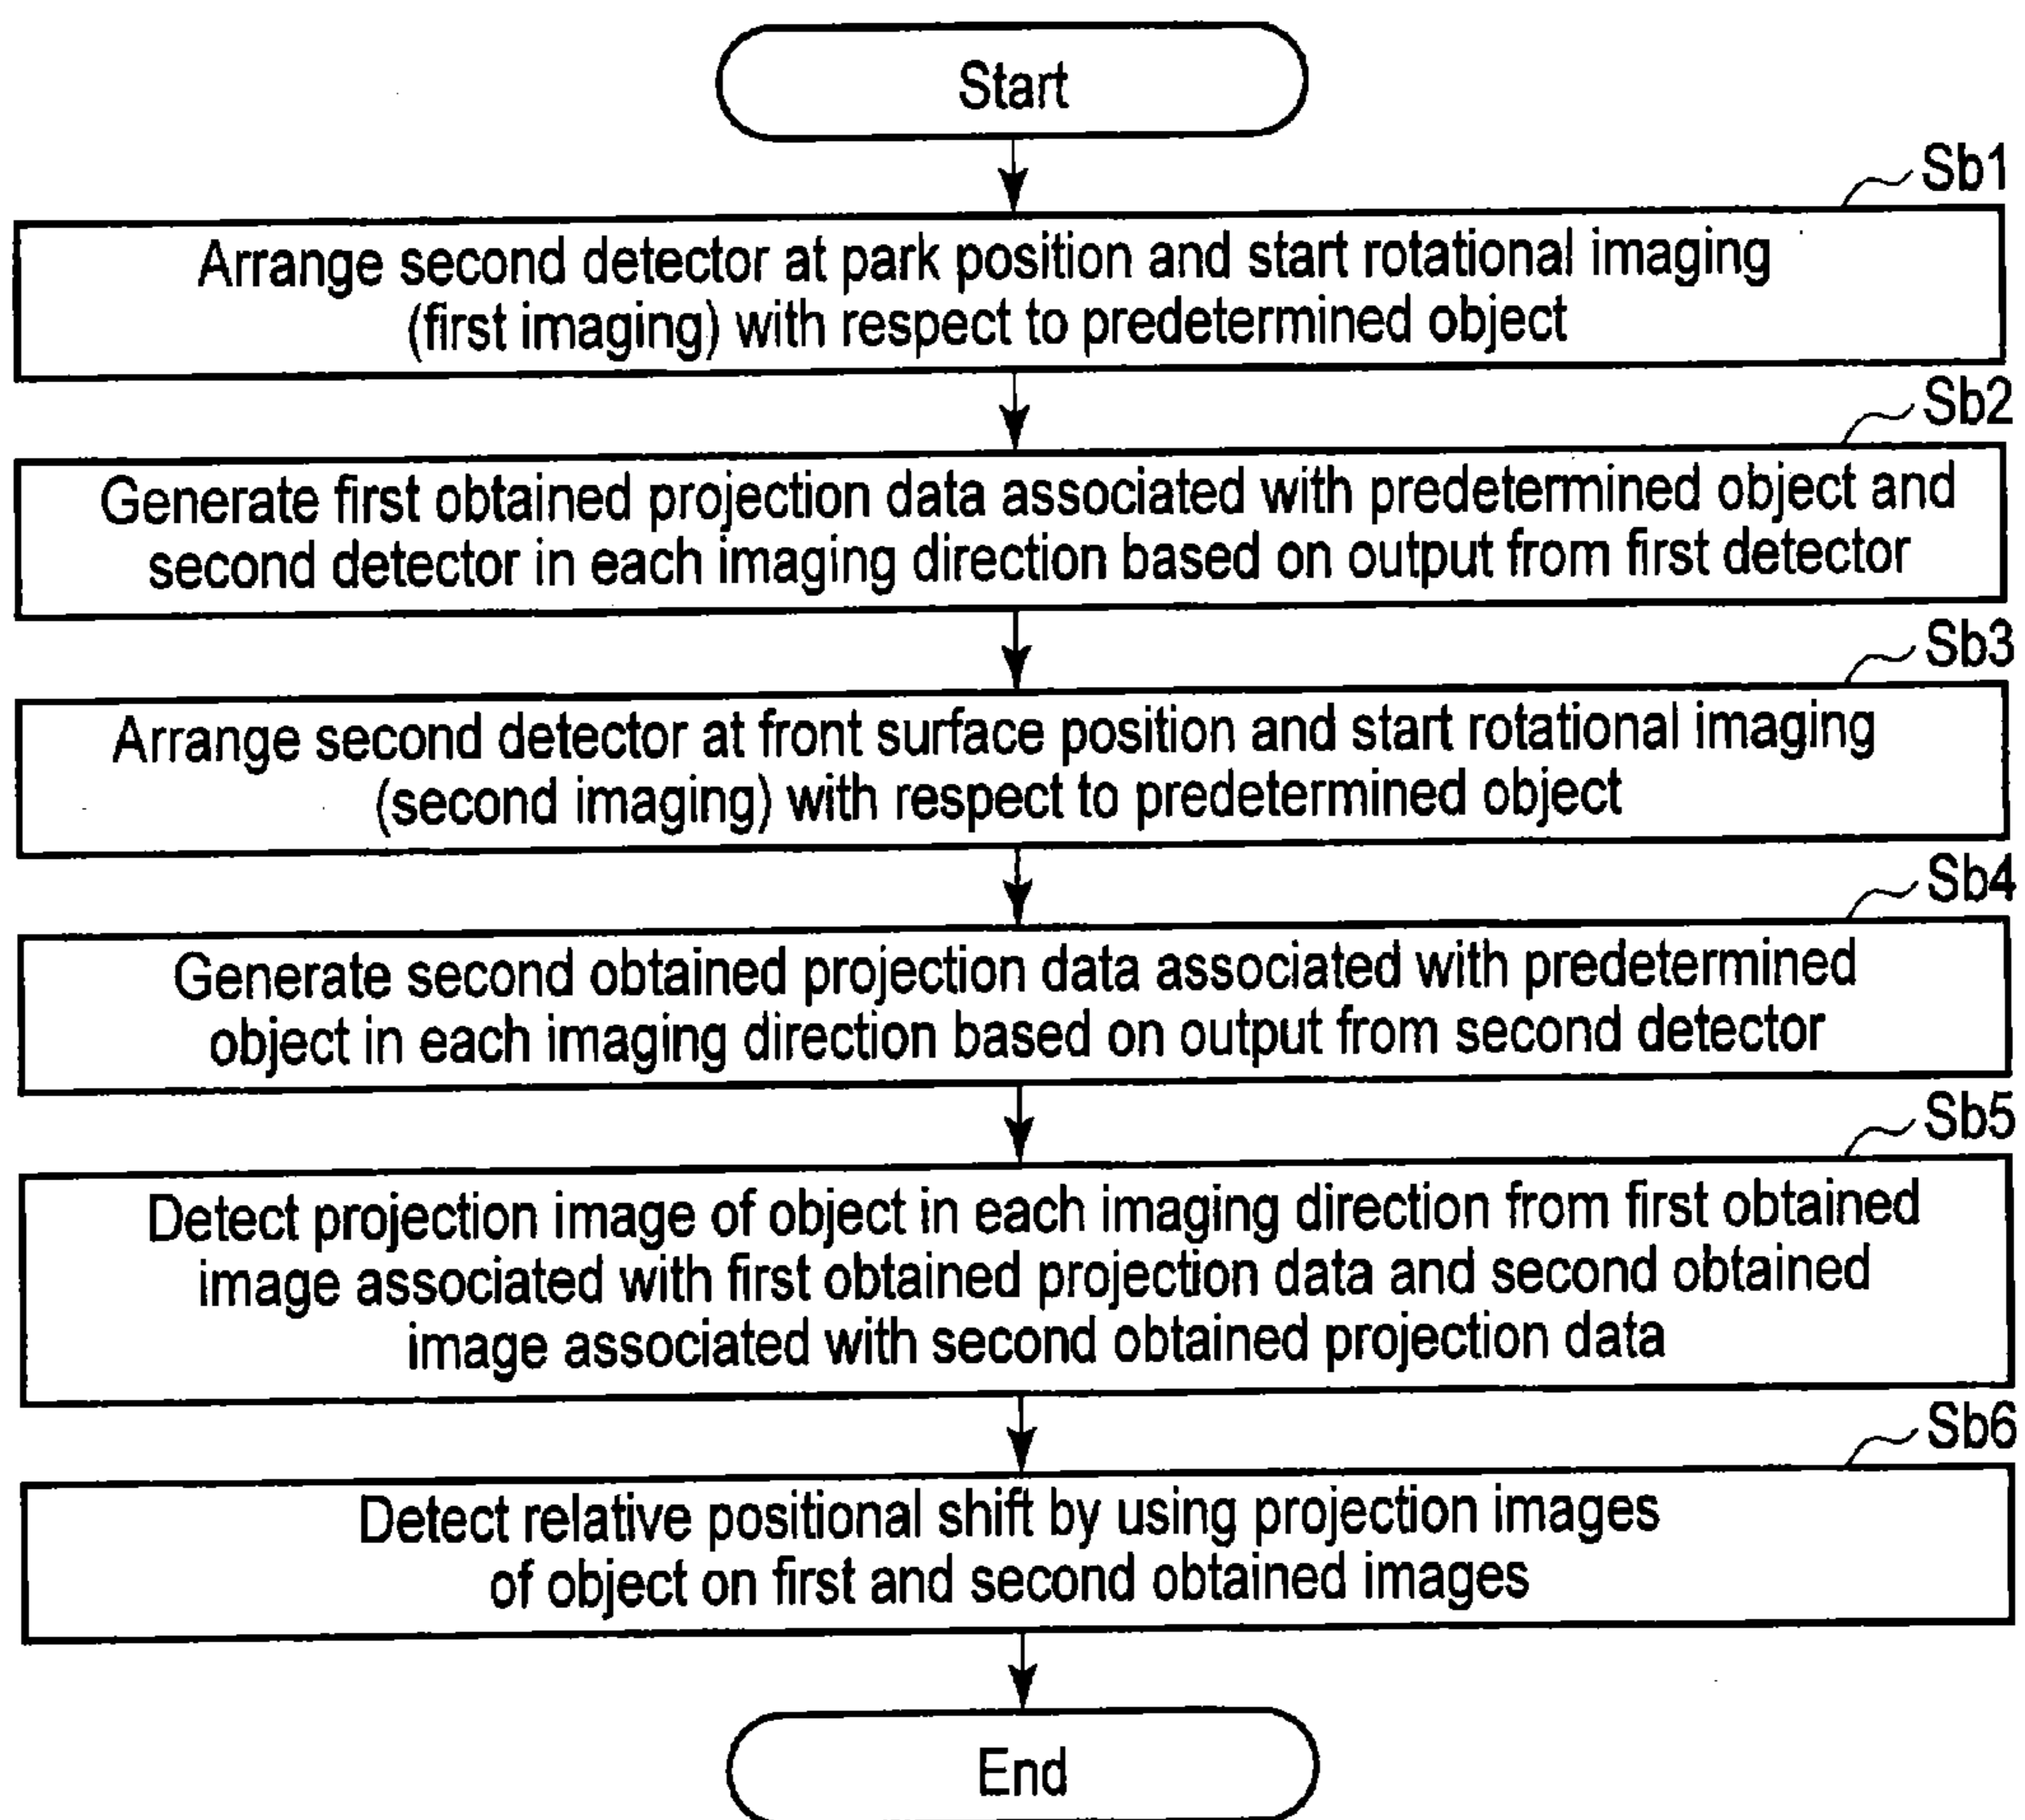 Start
Sb1
Arrange second detector at park position and start rotational imaging
(first imaging) with respect to predetermined object
Sb2
Generate first obtained projection data associated with predetermined object and
second detector in each imaging direction based on output from first detector
Sb3
Arrange second detector at front surface position and start rotational imaging
(second imaging) with respect to predetermined object
Sb4
Generate second obtained projection data associated with predetermined
object in each imaging direction based on output from second detector
Sb5
Detect projection image of object in each imaging direction from first obtained
image associated with first obtained projection data and second obtained
image associated with second obtained projection data
Sb6
Detect relative positional shift by using projection images
of object on first and second obtained images
End